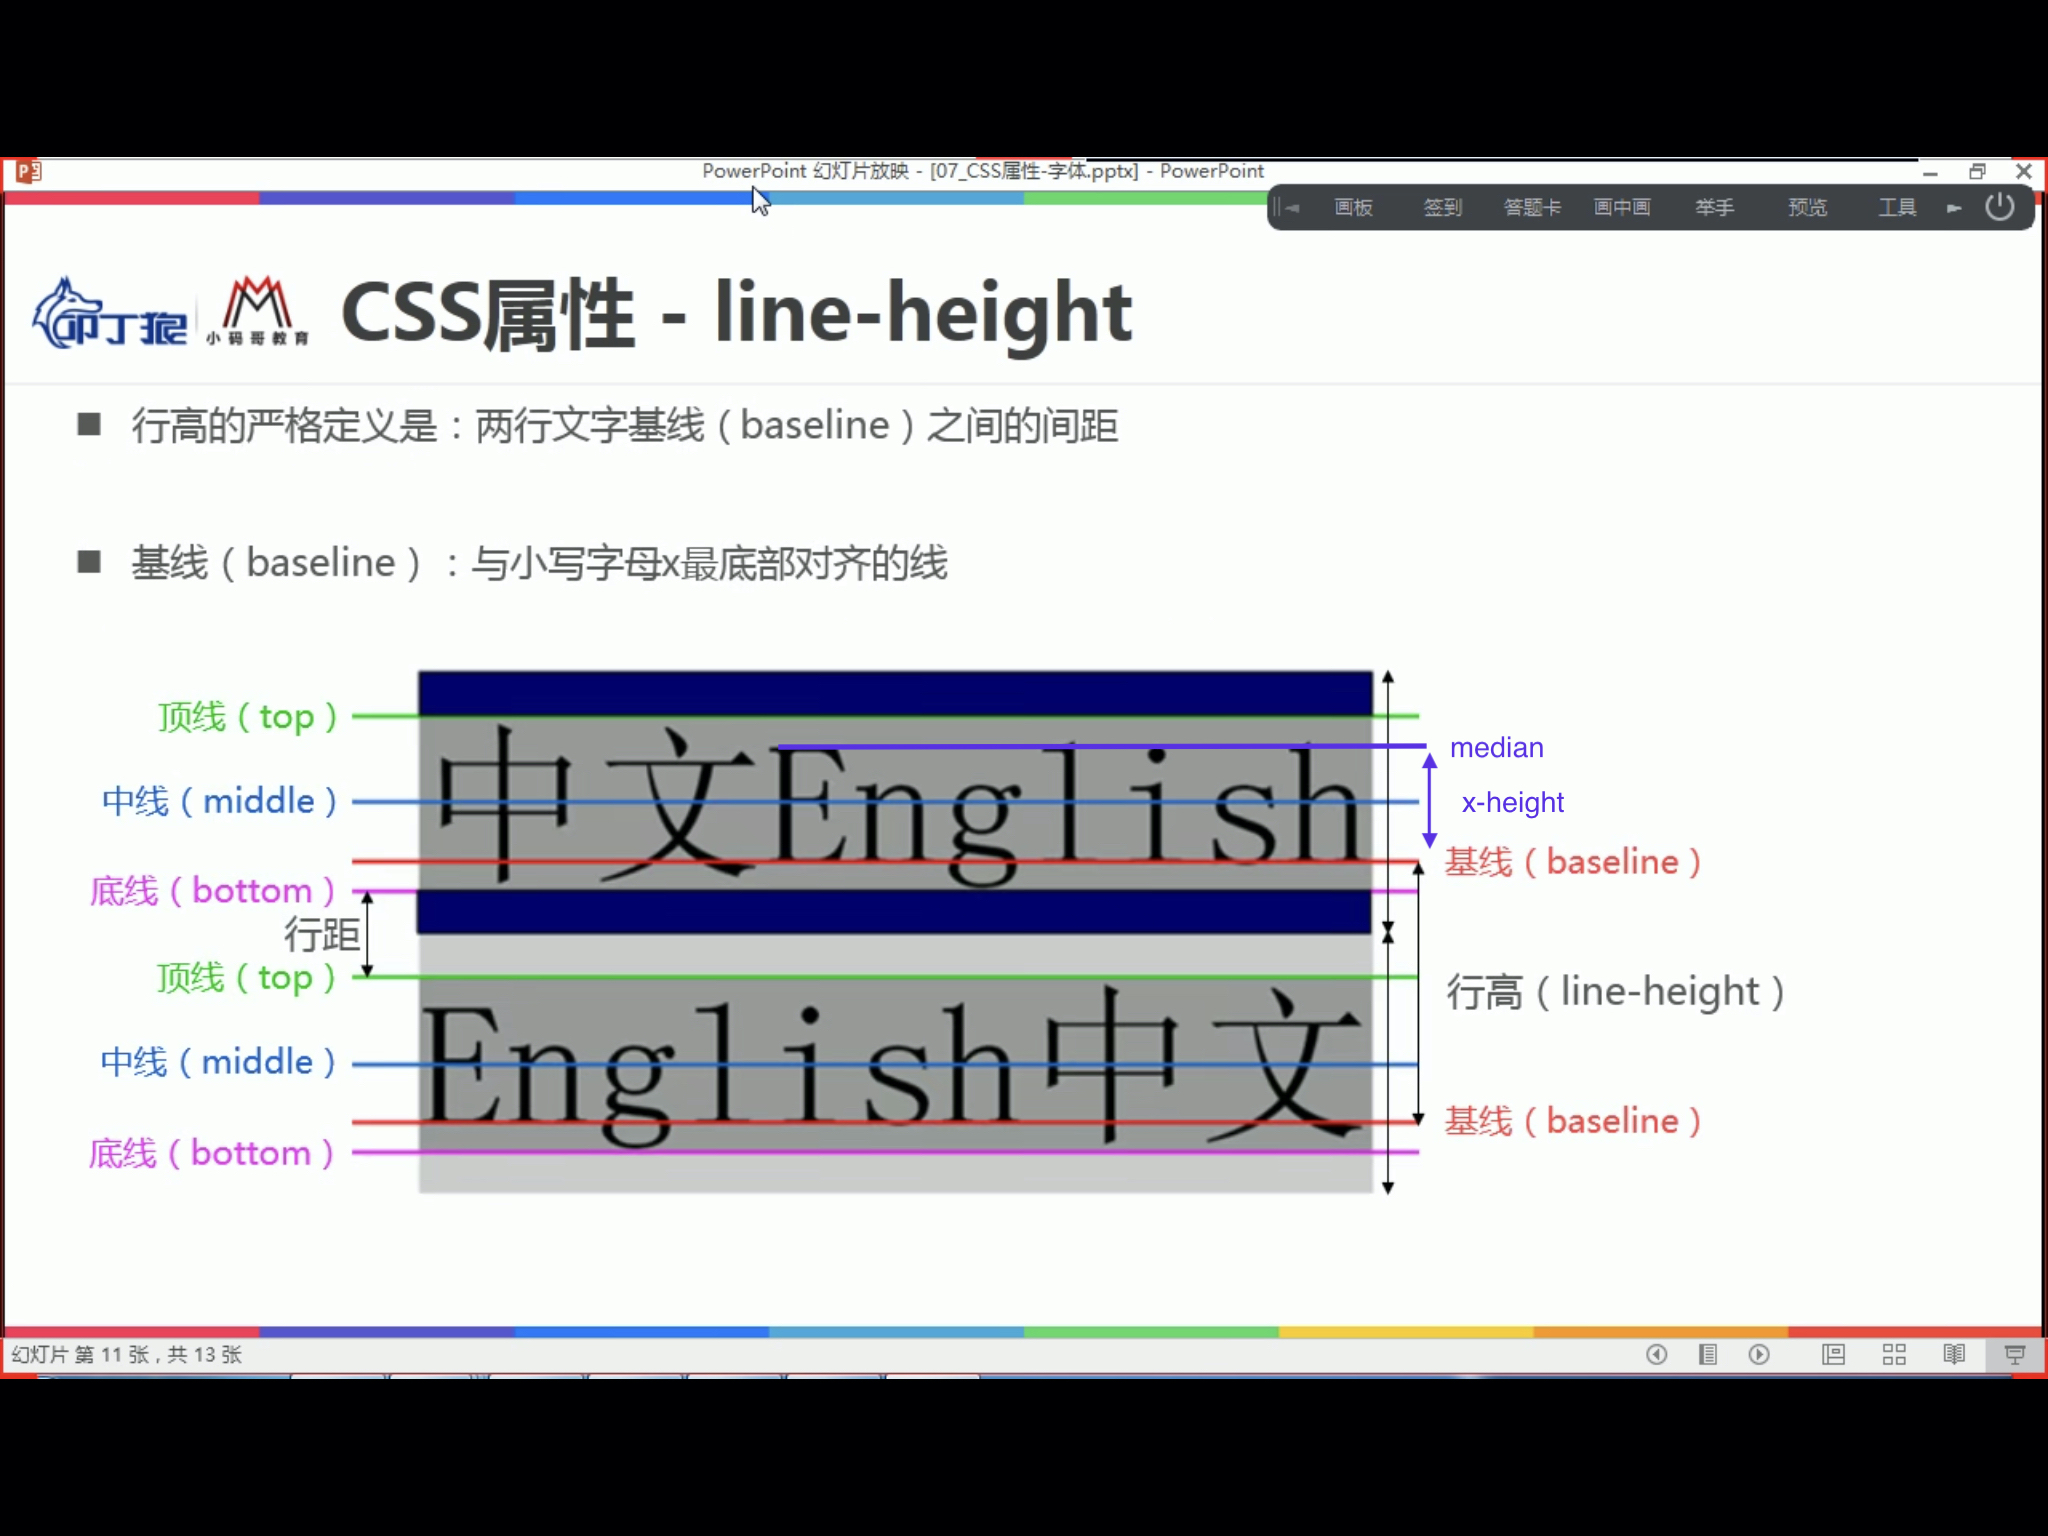 PowerPoint 幻灯片放映 - [07_CSS属性-字体.pptx] - PowerPoint
画板 签到 答题卡 画中画 举手 预览 工具
叩丁狼 小码哥教育
CSS属性 - line-height
行高的严格定义是：两行文字基线（baseline）之间的间距
基线（baseline）：与小写字母x最底部对齐的线
顶线（top）
中文English
median
中线（middle）
x-height
基线（baseline）
底线（bottom）
行距
顶线（top）
行高（line-height）
English中文
中线（middle）
基线（baseline）
底线（bottom）
幻灯片 第 11 张，共 13 张